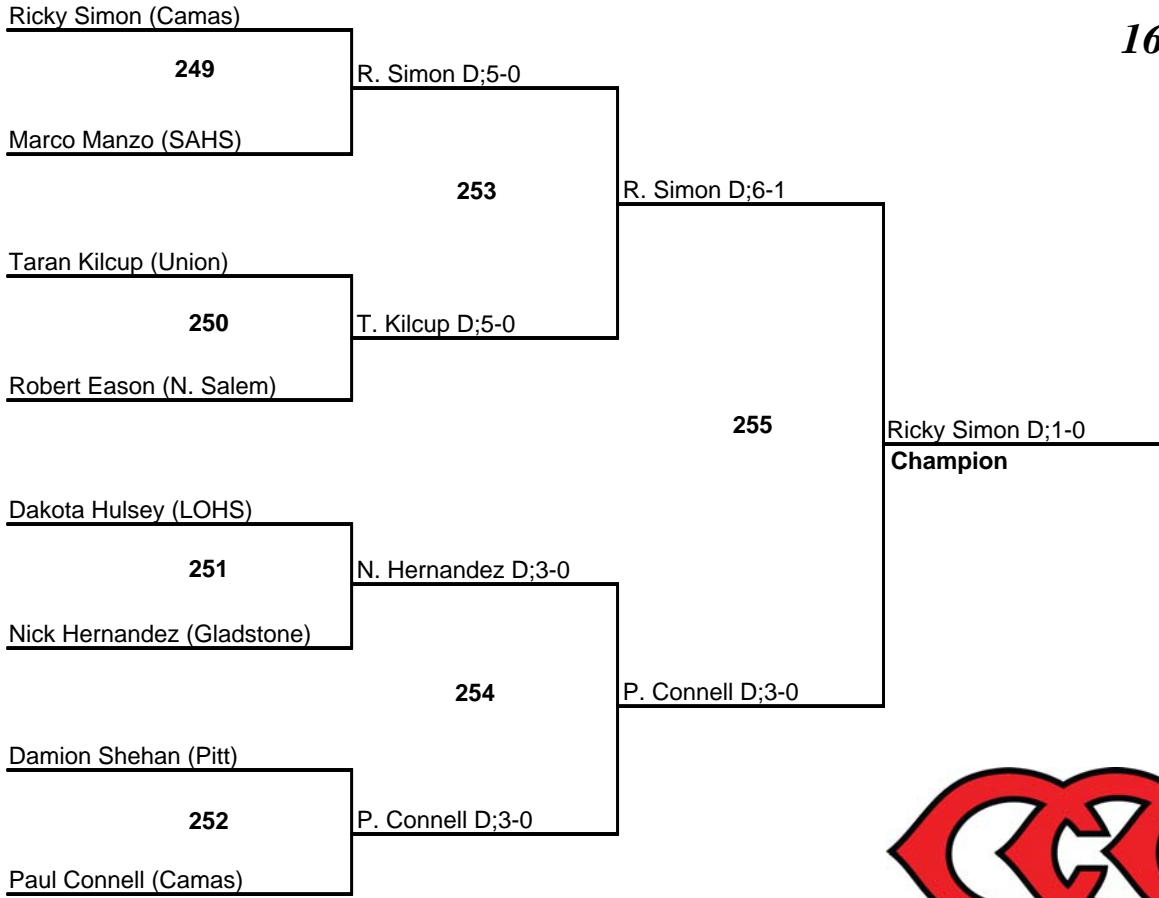 Ricky Simon (Camas)
16
249
R. Simon D;5-0
Marco Manzo (SAHS)
253
R. Simon D;6-1
Taran Kilcup (Union)
250
T. Kilcup D;5-0
Robert Eason (N. Salem)
255
Ricky Simon D;1-0
Champion
Dakota Hulsey (LOHS)
251
N. Hernandez D;3-0
Nick Hernandez (Gladstone)
254
P. Connell D;3-0
Damion Shehan (Pitt)
252
P. Connell D;3-0
Paul Connell (Camas)